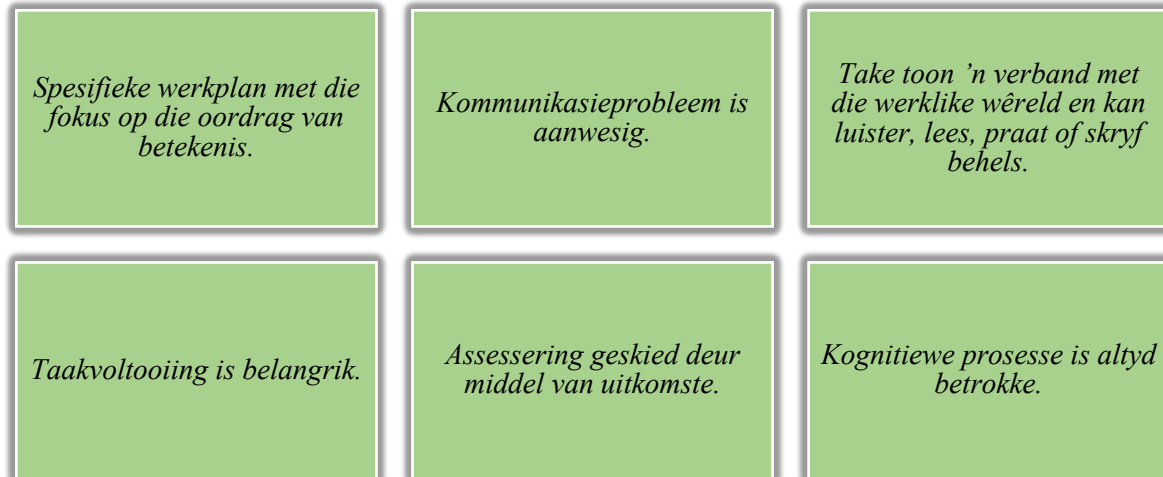 Spesifieke werkplan met die
fokus op die oordrag van
betekenis.
Kommunikasieprobleem is
aanwesig.
Take toon ’n verband met
die werklike wêreld en kan
luister, lees, praat of skryf
behels.
Taakvoltooiing is belangrik.
Assessering geskied deur
middel van uitkomste.
Kognitiewe prosesse is altyd
betrokke.